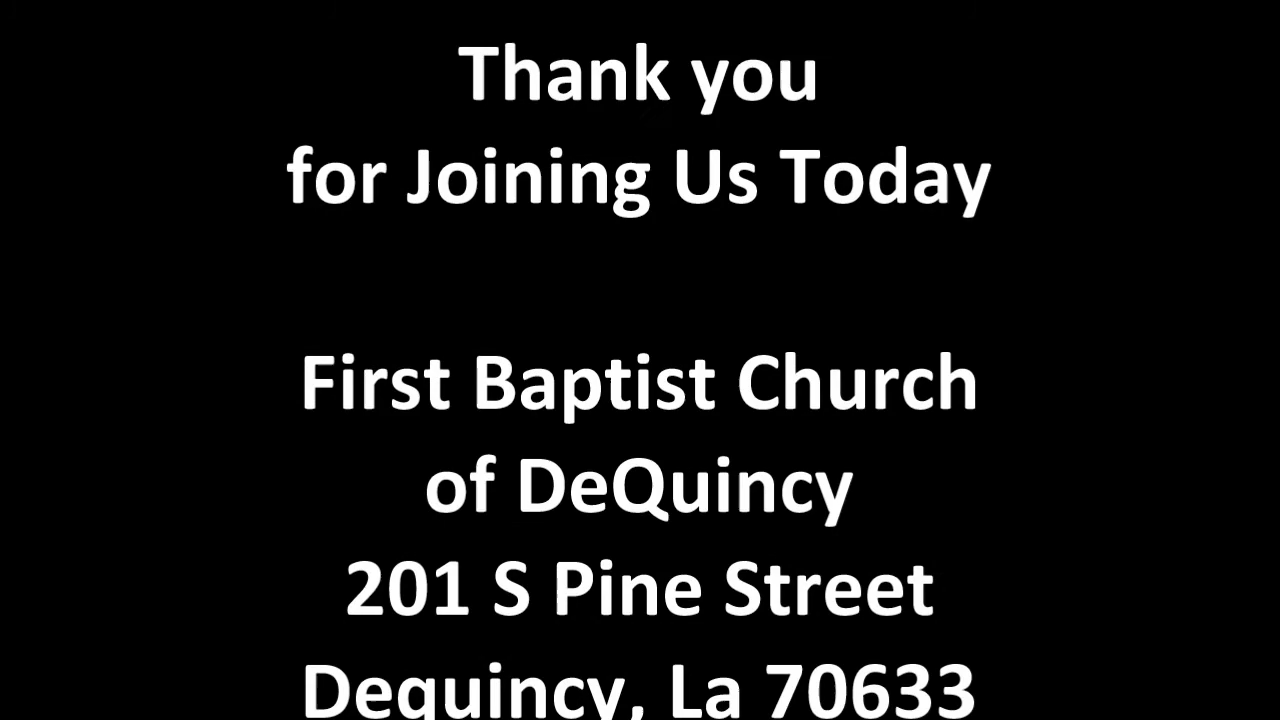 Thank you
for Joining Us Today
First Baptist Church
of DeQuincy
201 S Pine Street
Dequincy, La 70633